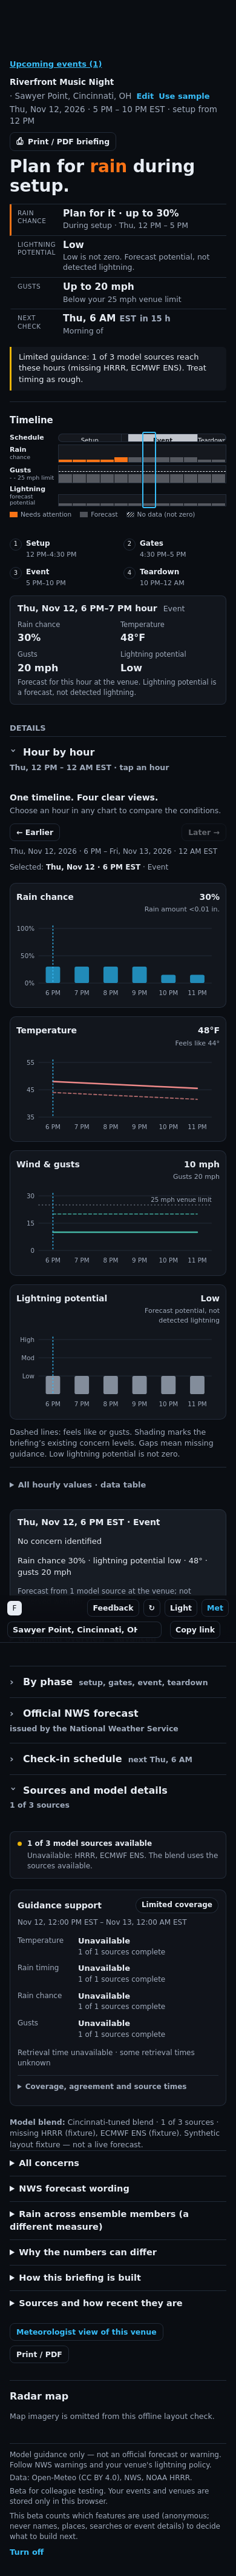 Upcoming events (1)
Riverfront Music Night
· Sawyer Point, Cincinnati, OH Edit Use sample
Thu, Nov 12, 2026 · 5 PM – 10 PM EST · setup from
12 PM
Print / PDF briefing
Plan for rain during
setup.
RAIN
CHANCE
Plan for it · up to 30%
During setup · Thu, 12 PM – 5 PM
LIGHTNING
POTENTIAL
Low
Low is not zero. Forecast potential, not
detected lightning.
GUSTS
Up to 20 mph
Below your 25 mph venue limit
NEXT
CHECK
Thu, 6 AM EST in 15 h
Morning of
Limited guidance: 1 of 3 model sources reach
these hours (missing HRRR, ECMWF ENS). Treat
timing as rough.
Timeline
Schedule
Setup
Event
Teardown
Rain
chance
Gusts
- - 25 mph limit
Lightning
forecast
potential
Needs attention
Forecast
No data (not zero)
1 Setup
12 PM–4:30 PM
2 Gates
4:30 PM–5 PM
3 Event
5 PM–10 PM
4 Teardown
10 PM–12 AM
Thu, Nov 12, 6 PM–7 PM hour Event
Rain chance
30%
Temperature
48°F
Gusts
20 mph
Lightning potential
Low
Forecast for this hour at the venue. Lightning potential is
a forecast, not detected lightning.
DETAILS
Hour by hour
Thu, 12 PM – 12 AM EST · tap an hour
One timeline. Four clear views.
Choose an hour in any chart to compare the conditions.
← Earlier
Later →
Thu, Nov 12, 2026 · 6 PM – Fri, Nov 13, 2026 · 12 AM EST
Selected: Thu, Nov 12 · 6 PM EST · Event
Rain chance
30%
Rain amount <0.01 in.
100%
50%
0%
6 PM 7 PM 8 PM 9 PM 10 PM 11 PM
Temperature
48°F
Feels like 44°
55
45
35
6 PM 7 PM 8 PM 9 PM 10 PM 11 PM
Wind & gusts
10 mph
Gusts 20 mph
25 mph venue limit
30
15
0
6 PM 7 PM 8 PM 9 PM 10 PM 11 PM
Lightning potential
Low
Forecast potential, not
detected lightning
High
Mod
Low
6 PM 7 PM 8 PM 9 PM 10 PM 11 PM
Dashed lines: feels like or gusts. Shading marks the
briefing's existing concern levels. Gaps mean missing
guidance. Low lightning potential is not zero.
All hourly values · data table
Thu, Nov 12, 6 PM EST · Event
No concern identified
Rain chance 30% · lightning potential low · 48° ·
gusts 20 mph
Forecast from 1 model source at the venue; not
F
Feedback
↻
Light
Met
Sawyer Point, Cincinnati, OH
Copy link
By phase setup, gates, event, teardown
Official NWS forecast
issued by the National Weather Service
Check-in schedule next Thu, 6 AM
Sources and model details
1 of 3 sources
1 of 3 model sources available
Unavailable: HRRR, ECMWF ENS. The blend uses the
sources available.
Guidance support
Limited coverage
Nov 12, 12:00 PM EST – Nov 13, 12:00 AM EST
Temperature
Unavailable
1 of 1 sources complete
Rain timing
Unavailable
1 of 1 sources complete
Rain chance
Unavailable
1 of 1 sources complete
Gusts
Unavailable
1 of 1 sources complete
Retrieval time unavailable · some retrieval times
unknown
Coverage, agreement and source times
Model blend: Cincinnati-tuned blend · 1 of 3 sources ·
missing HRRR (fixture), ECMWF ENS (fixture). Synthetic
layout fixture — not a live forecast.
All concerns
NWS forecast wording
Rain across ensemble members (a
different measure)
Why the numbers can differ
How this briefing is built
Sources and how recent they are
Meteorologist view of this venue
Print / PDF
Radar map
Map imagery is omitted from this offline layout check.
Model guidance only — not an official forecast or warning.
Follow NWS warnings and your venue's lightning policy.
Data: Open-Meteo (CC BY 4.0), NWS, NOAA HRRR.
Beta for colleague testing. Your events and venues are
stored only in this browser.
This beta counts which features are used (anonymous;
never names, places, searches or event details) to decide
what to build next.
Turn off